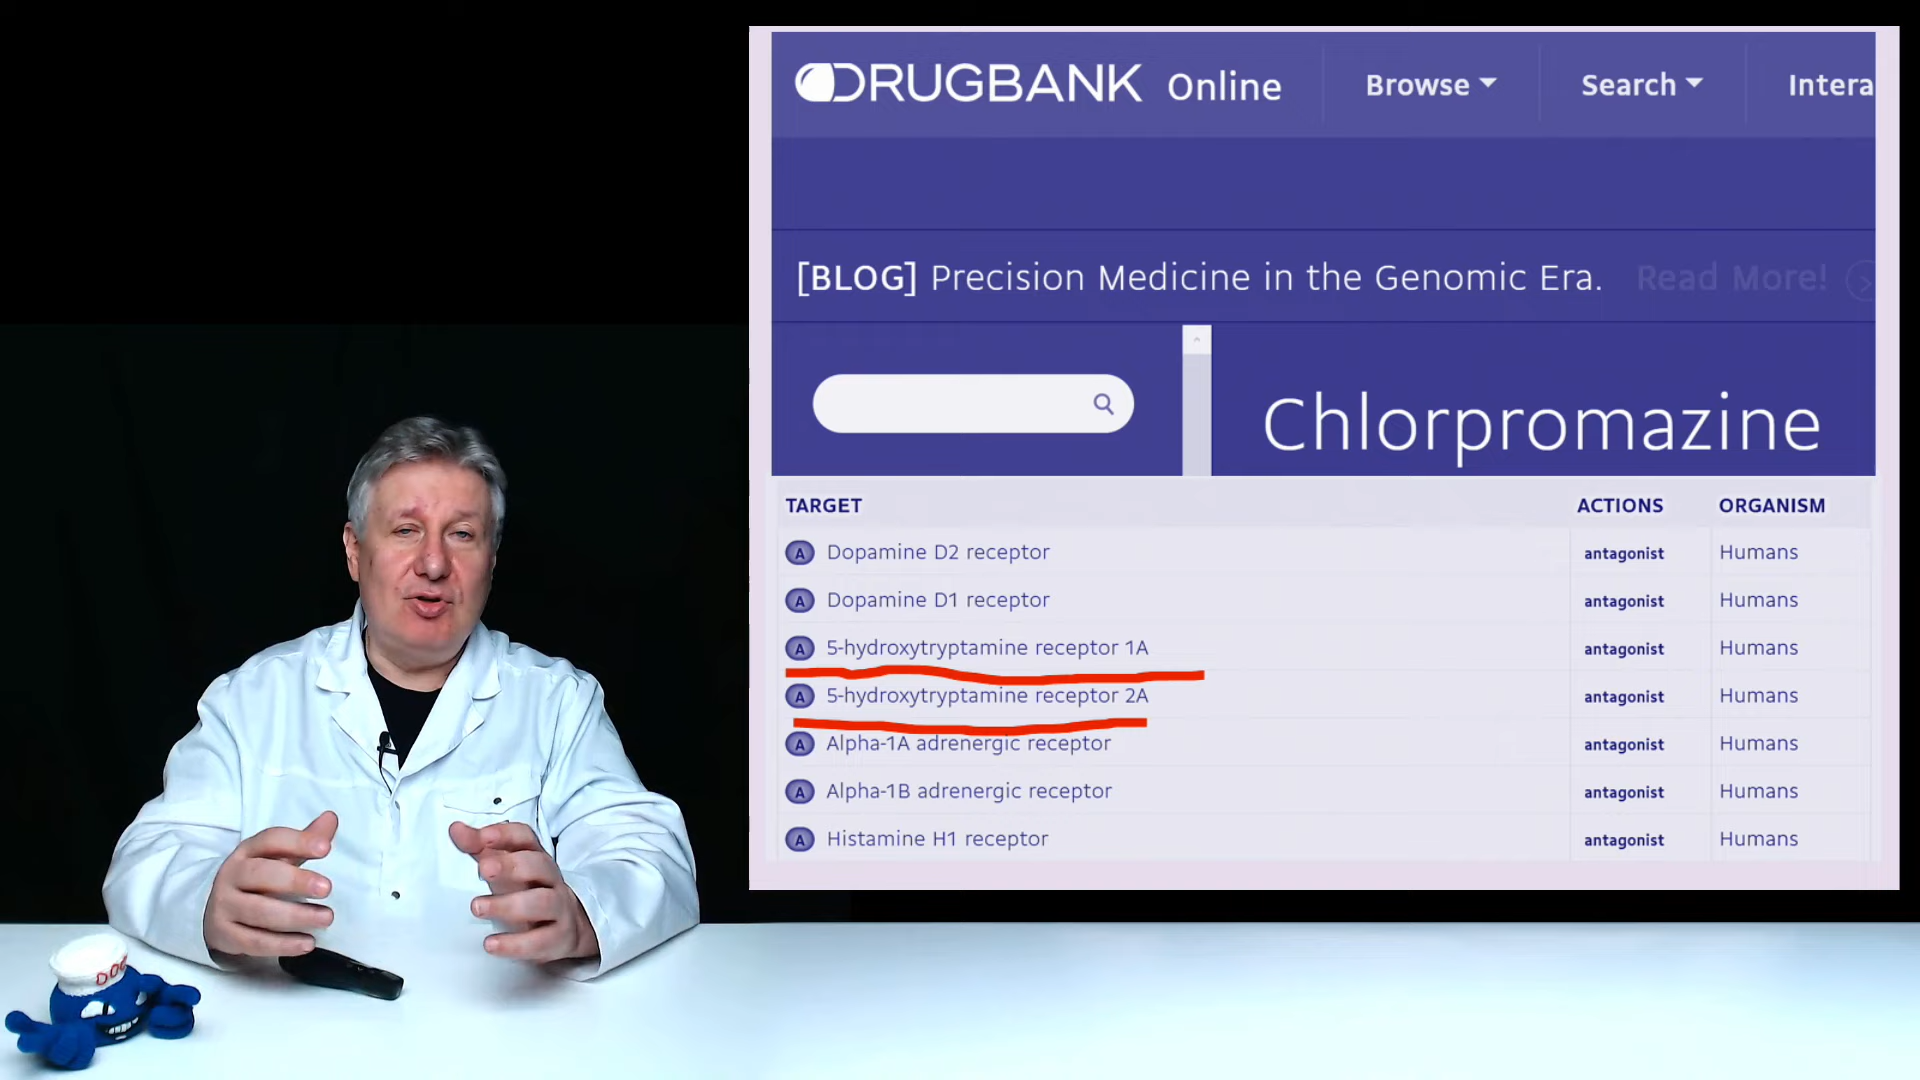 DRUGBANK Online
Browse
Search
Intera
[BLOG] Precision Medicine in the Genomic Era. Read More!
Chlorpromazine
TARGET ACTIONS ORGANISM
A Dopamine D2 receptor antagonist Humans
A Dopamine D1 receptor antagonist Humans
A 5-hydroxytryptamine receptor 1A antagonist Humans
A 5-hydroxytryptamine receptor 2A antagonist Humans
A Alpha-1A adrenergic receptor antagonist Humans
A Alpha-1B adrenergic receptor antagonist Humans
A Histamine H1 receptor antagonist Humans
DOC